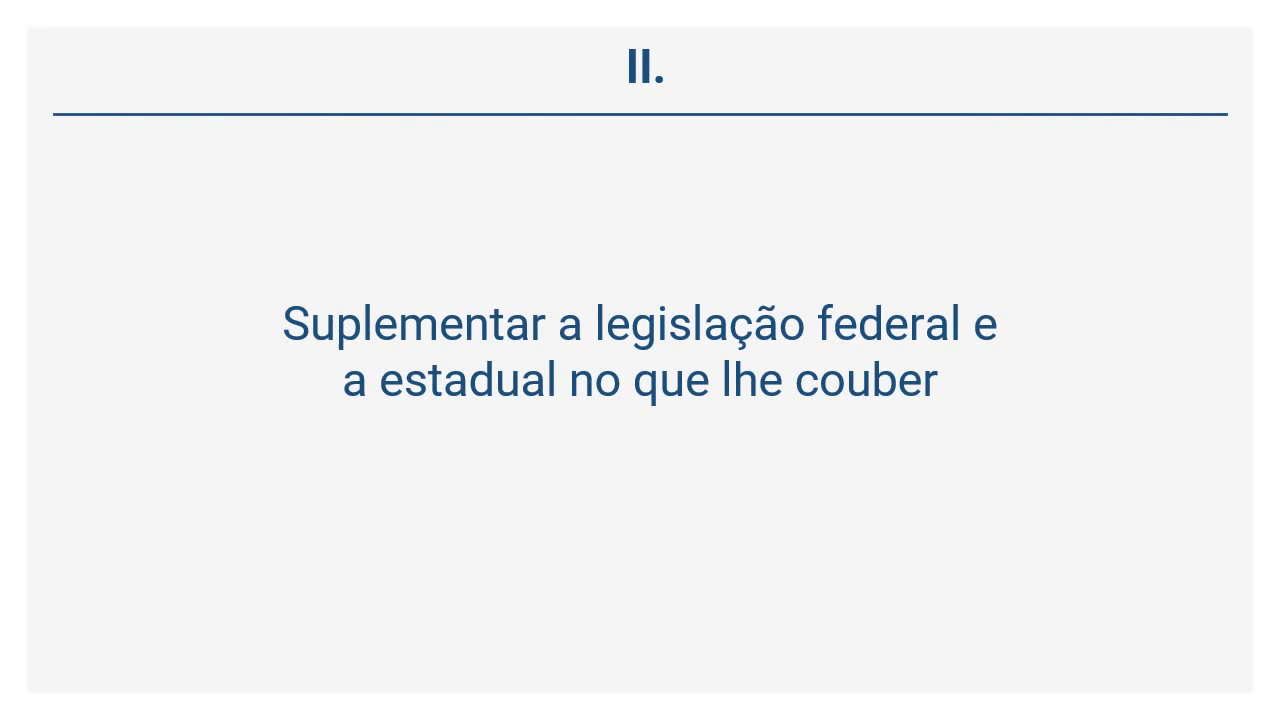 II.
Suplementar a legislação federal e
a estadual no que lhe couber